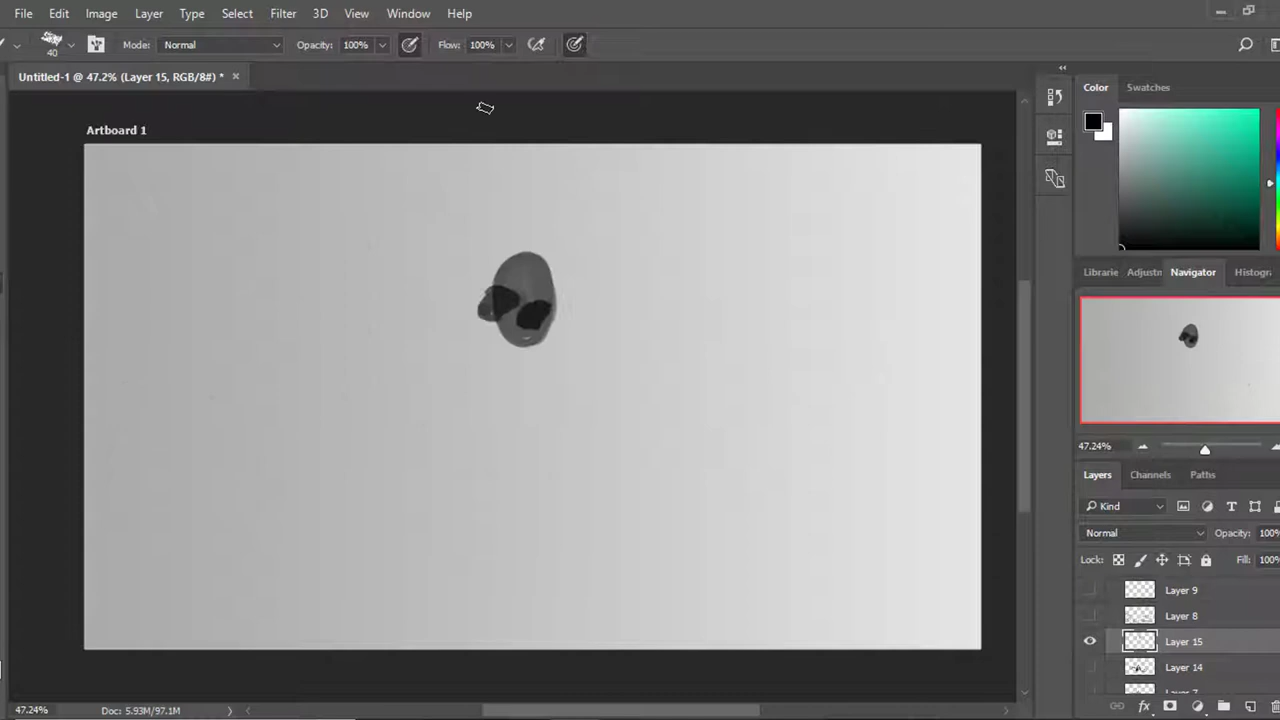 File Edit Image Layer Type Select Filter 3D View Window Help
40 Mode: Normal Opacity: 100% Flow: 100%
Untitled-1 @ 47.2% (Layer 15, RGB/8#) * ×
Artboard 1
Color Swatches
Librarie Adjustm Navigator Histogr
47.24%
Layers Channels Paths
Kind
Normal Opacity: 100%
Lock: Fill: 100%
Layer 9
Layer 8
Layer 15
Layer 14
47.24% Doc: 5.93M/97.1M